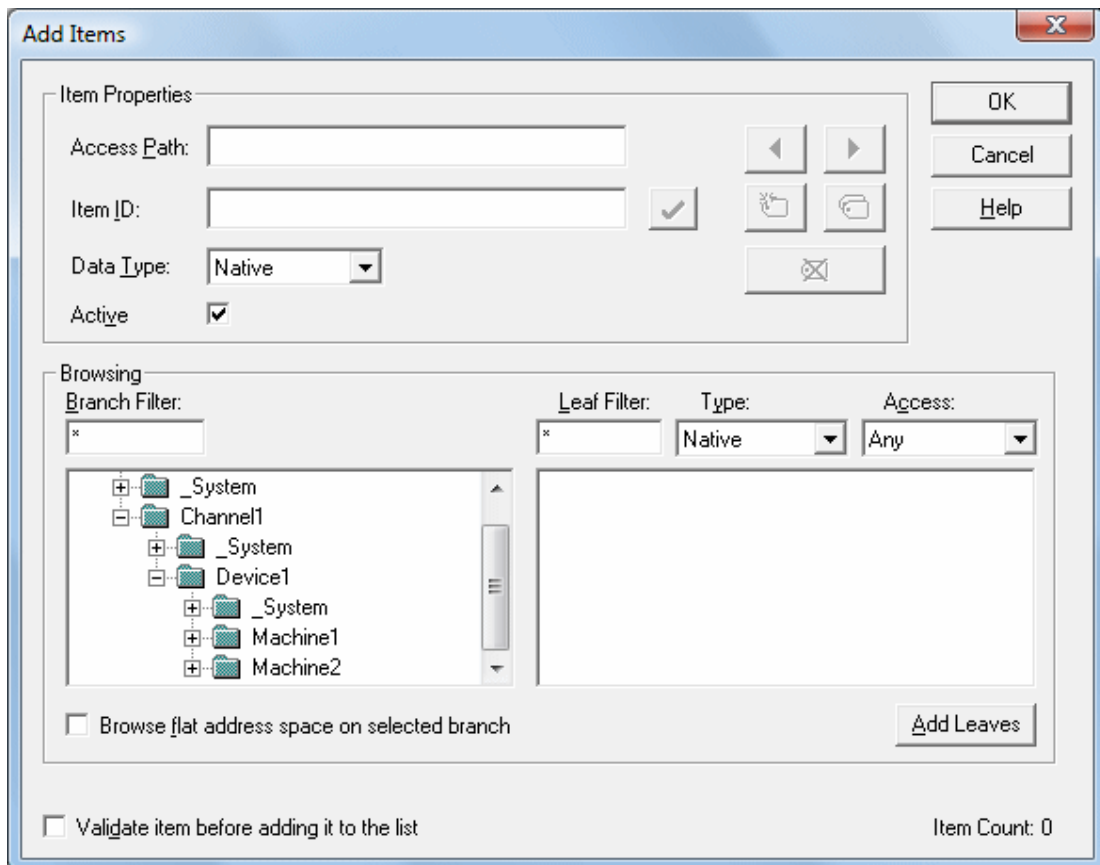 Add Items
Item Properties
OK
Access Path:
Cancel
Item ID:
Help
Data Type: Native
Active
Browsing
Branch Filter: Leaf Filter: Type: Access:
* * Native Any
_System
Channel1
_System
Device1
_System
Machine1
Machine2
Browse flat address space on selected branch
Add Leaves
Validate item before adding it to the list
Item Count: 0